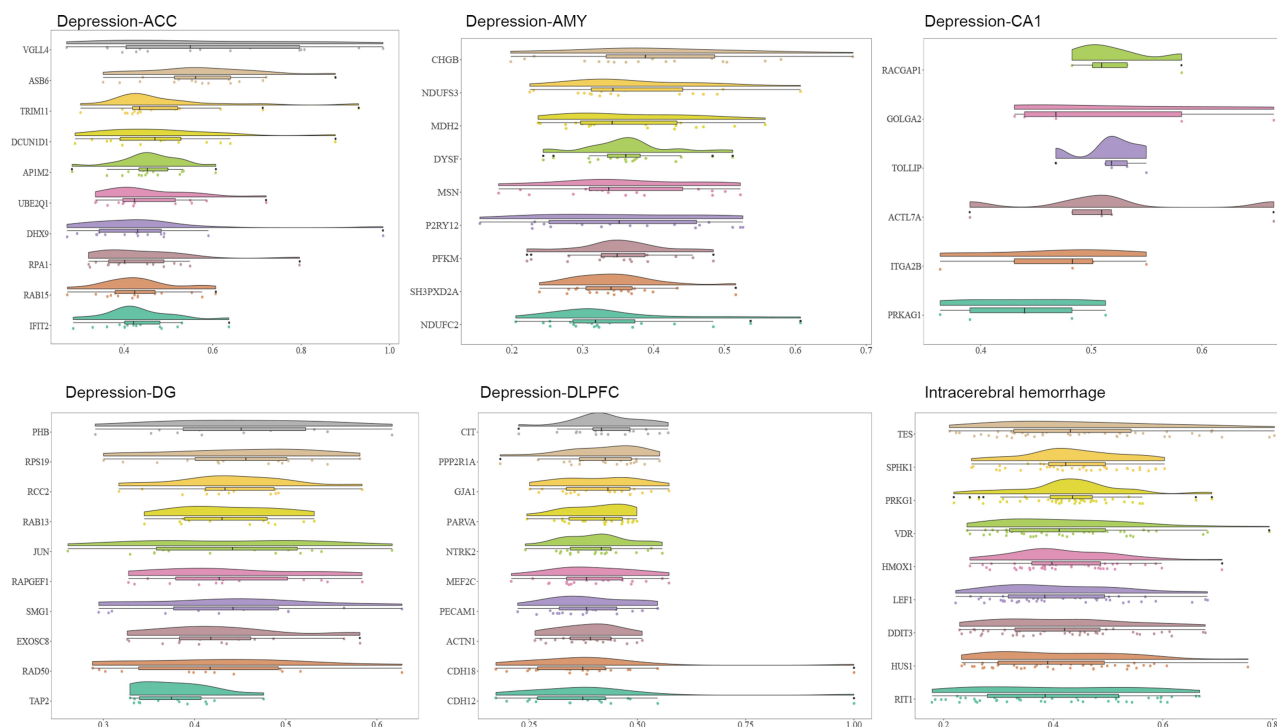 Depression-ACC
VGLL4
ASB6
TRIM11
DCUN1D1
AP1M2
UBE2Q1
DHX9
RPA1
RAB15
IFIT2
0.4 0.6 0.8 1.0
Depression-AMY
CHGB
NDUFS3
MDH2
DYSF
MSN
P2RY12
PFKM
SH3PXD2A
NDUFC2
0.2 0.3 0.4 0.5 0.6 0.7
Depression-CA1
RACGAP1
GOLGA2
TOLLIP
ACTL7A
ITGA2B
PRKAG1
0.4 0.5 0.6
Depression-DG
PHB
RPS19
RCC2
RAB13
JUN
RAPGEF1
SMG1
EXOSC8
RAD50
TAP2
0.3 0.4 0.5 0.6
Depression-DLPFC
CIT
PPP2R1A
GJA1
PARVA
NTRK2
MEF2C
PECAM1
ACTN1
CDH18
CDH12
0.25 0.50 0.75 1.00
Intracerebral hemorrhage
TES
SPHK1
PRKG1
VDR
HMOX1
LEF1
DDIT3
HUS1
RIT1
0.2 0.4 0.6 0.8